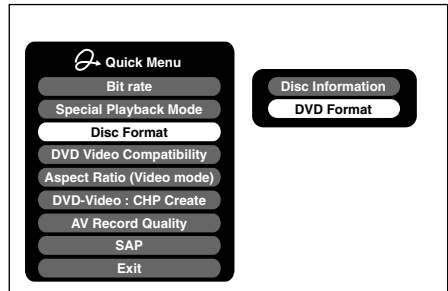 Quick Menu
Bit rate
Special Playback Mode
Disc Format
DVD Video Compatibility
Aspect Ratio (Video mode)
DVD-Video : CHP Create
AV Record Quality
SAP
Exit
Disc Information
DVD Format